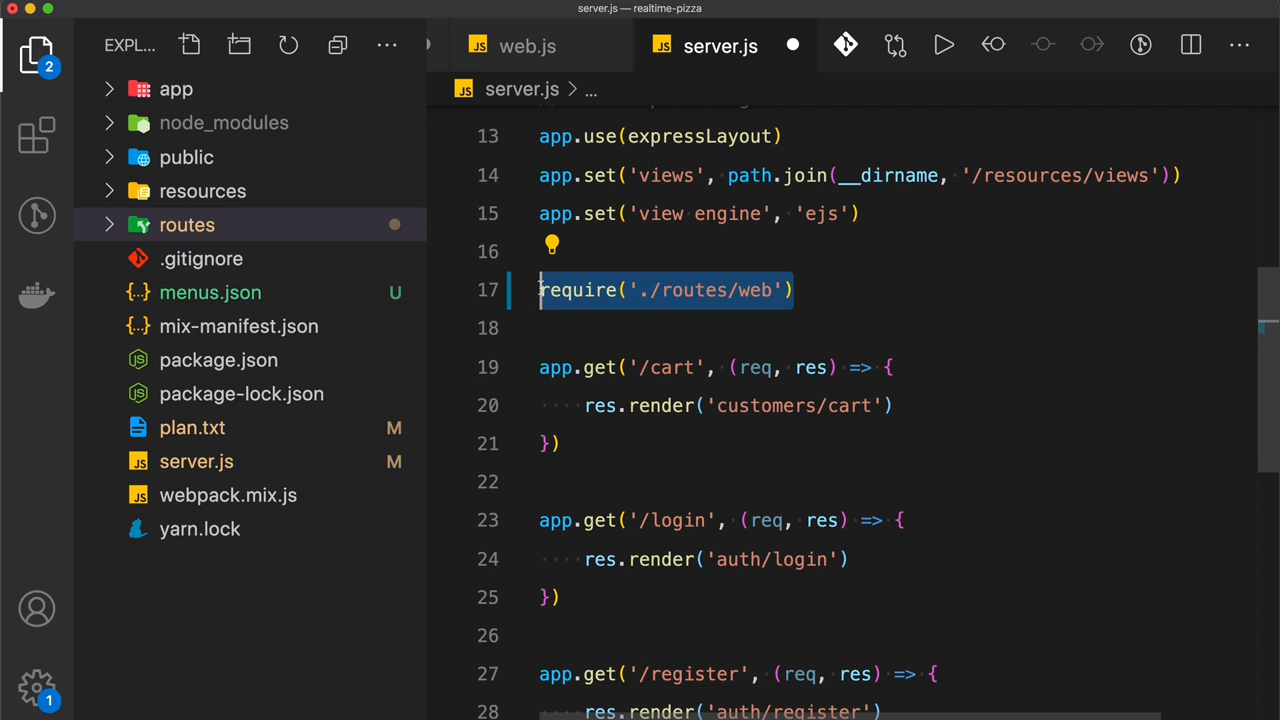 server.js — realtime-pizza
EXPL...
web.js
server.js
2
server.js > ...
app
node_modules
public
resources
routes
.gitignore
menus.json U
mix-manifest.json
package.json
package-lock.json
plan.txt M
server.js M
webpack.mix.js
yarn.lock
1
13 app.use(expressLayout)
14 app.set('views', path.join(__dirname, '/resources/views'))
15 app.set('view engine', 'ejs')
16
17 require('./routes/web')
18
19 app.get('/cart', (req, res) => {
20 res.render('customers/cart')
21 })
22
23 app.get('/login', (req, res) => {
24 res.render('auth/login')
25 })
26
27 app.get('/register', (req, res) => {
28 res.render('auth/register')